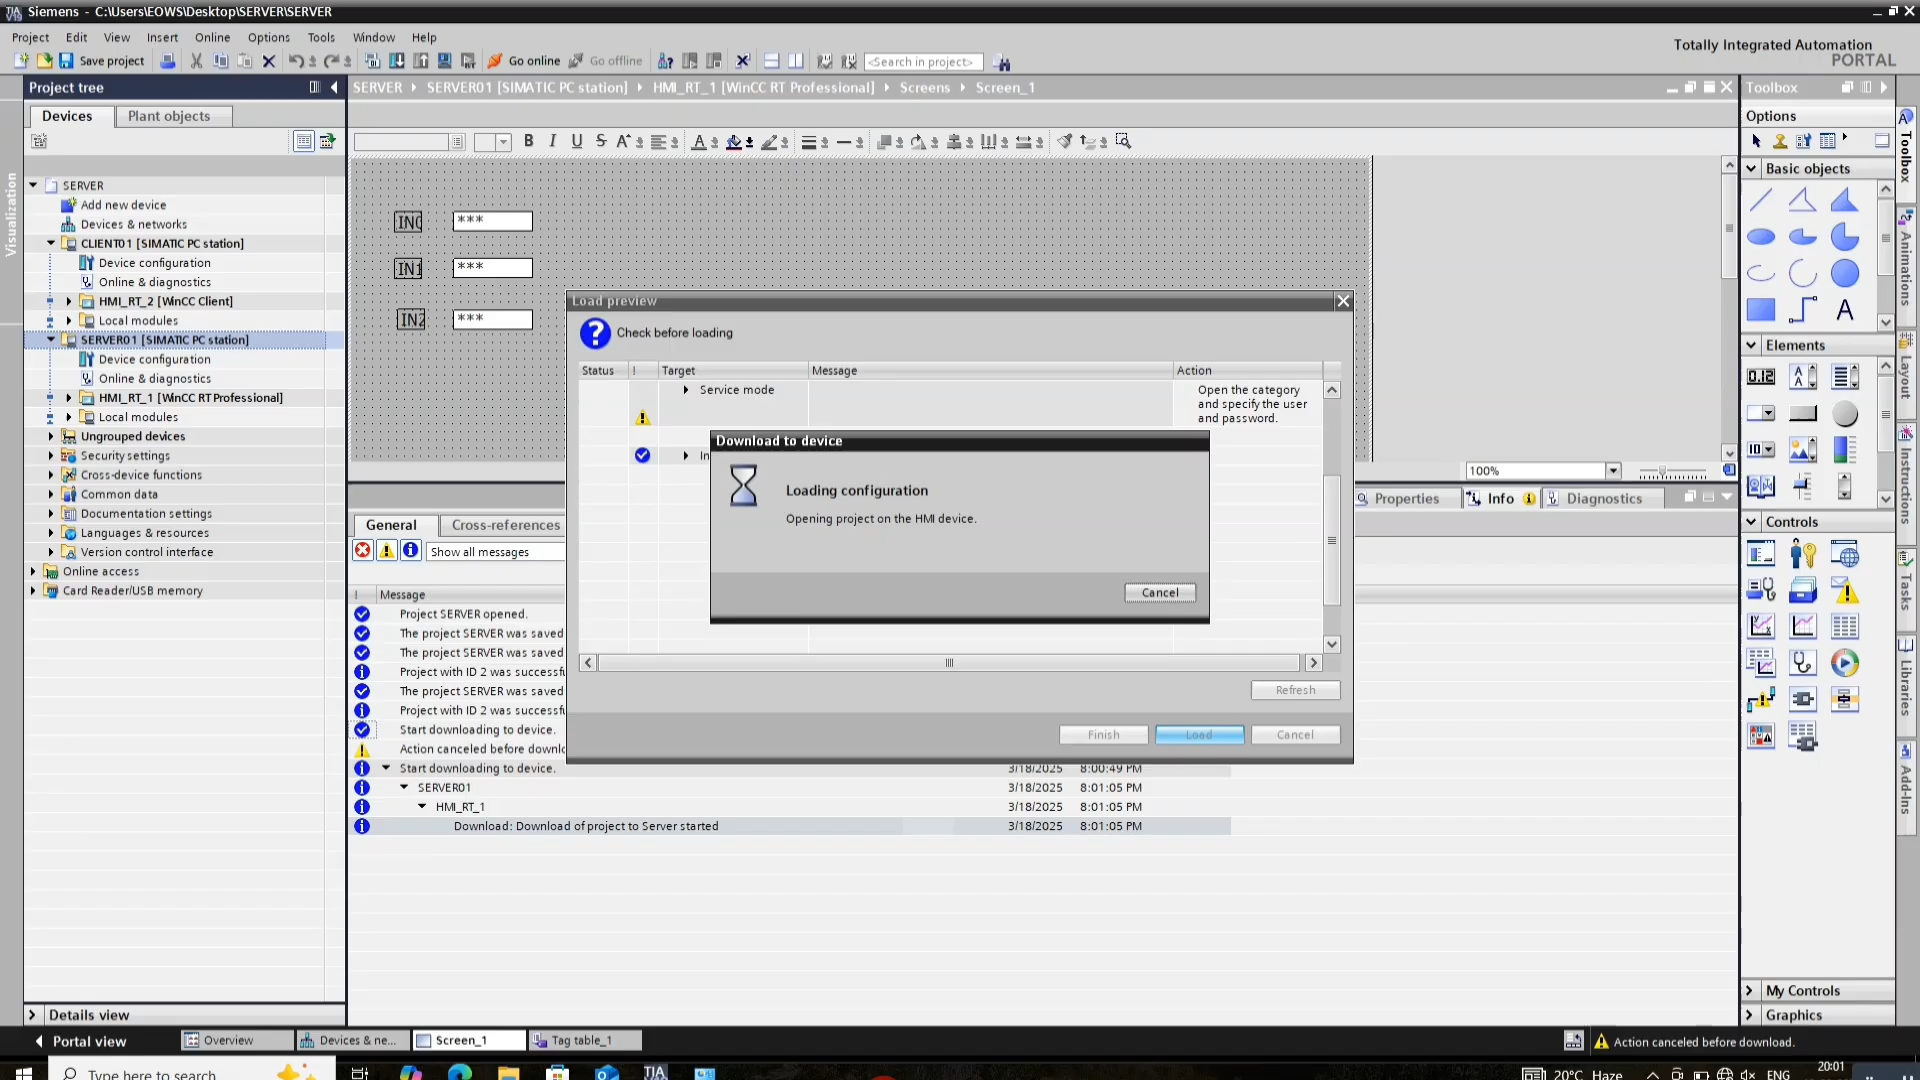 Siemens - C:\Users\EOWS\Desktop\SERVER\SERVER
Project Edit View Insert Online Options Tools Window Help
Totally Integrated Automation
PORTAL
Save project
Go online
Go offline
<Search in project>
Project tree
SERVER SERVER01 [SIMATIC PC station] HMI_RT_1 [WinCC RT Professional] Screens Screen_1
Toolbox
Devices
Plant objects
Options
Visualization
B I U S A
Basic objects
SERVER
Add new device
Devices & networks
CLIENT01 [SIMATIC PC station]
Device configuration
Online & diagnostics
HMI_RT_2 [WinCC Client]
Local modules
SERVER01 [SIMATIC PC station]
Device configuration
Online & diagnostics
HMI_RT_1 [WinCC RT Professional]
Local modules
Ungrouped devices
Security settings
Cross-device functions
Common data
Documentation settings
Languages & resources
Version control interface
Online access
Card Reader/USB memory
Details view
IN0 ***
IN1 ***
IN2 ***
Load preview
Check before loading
Status ! Target Message Action
Service mode
Open the category
and specify the user
and password.
Download to device
Loading configuration
Opening project on the HMI device.
Cancel
Refresh
Finish Load Cancel
100%
Properties Info Diagnostics
General Cross-references
Show all messages
! Message
Project SERVER opened.
The project SERVER was saved
The project SERVER was saved
Project with ID 2 was successfu
The project SERVER was saved
Project with ID 2 was successfu
Start downloading to device.
Action canceled before downlo
Start downloading to device. 3/18/2025 8:00:49 PM
SERVER01 3/18/2025 8:01:05 PM
HMI_RT_1 3/18/2025 8:01:05 PM
Download: Download of project to Server started 3/18/2025 8:01:05 PM
Elements
Controls
My Controls
Graphics
Toolbox
Animations
Layout
Instructions
Tasks
Libraries
Add-Ins
Portal view
Overview
Devices & ne...
Screen_1
Tag table_1
Action canceled before download.
Type here to search
20°C Haze
ENG
20:01